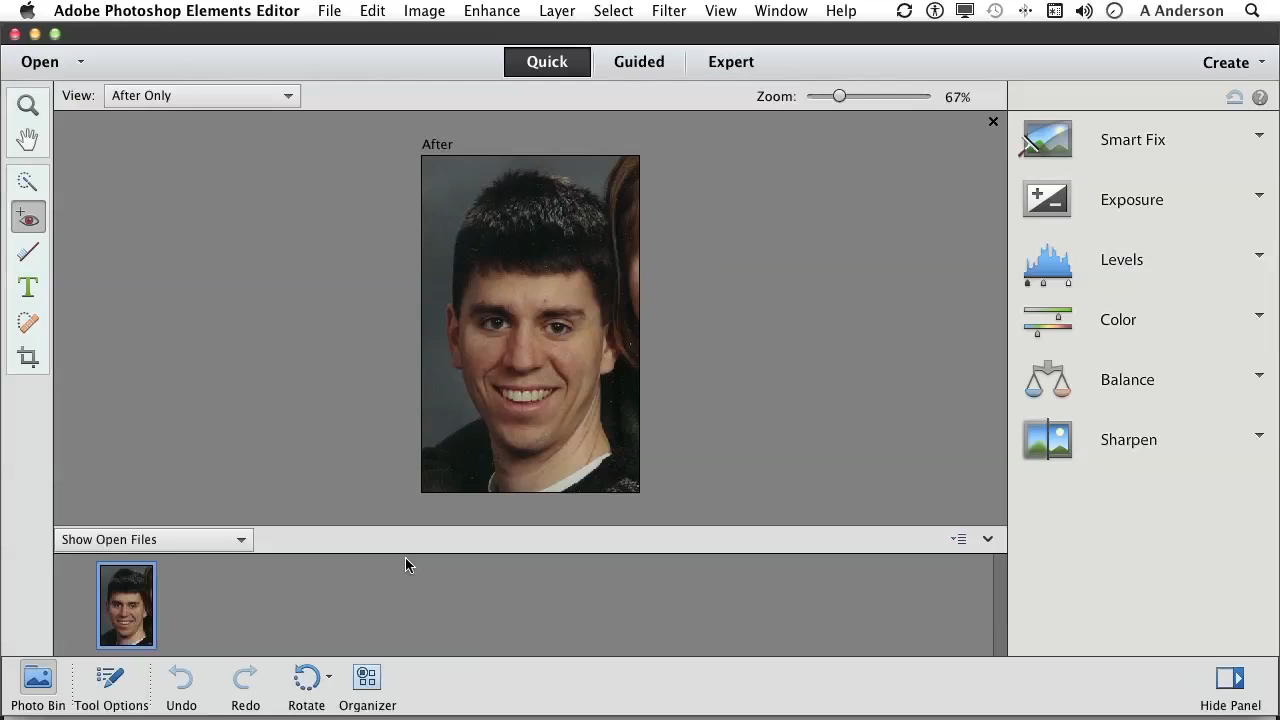 Adobe Photoshop Elements Editor File Edit Image Enhance Layer Select Filter View Window Help A Anderson
Open Quick Guided Expert Create
View: After Only Zoom: 67%
After
Smart Fix
Exposure
Levels
Color
Balance
Sharpen
T
Show Open Files
Photo Bin Tool Options Undo Redo Rotate Organizer Hide Panel